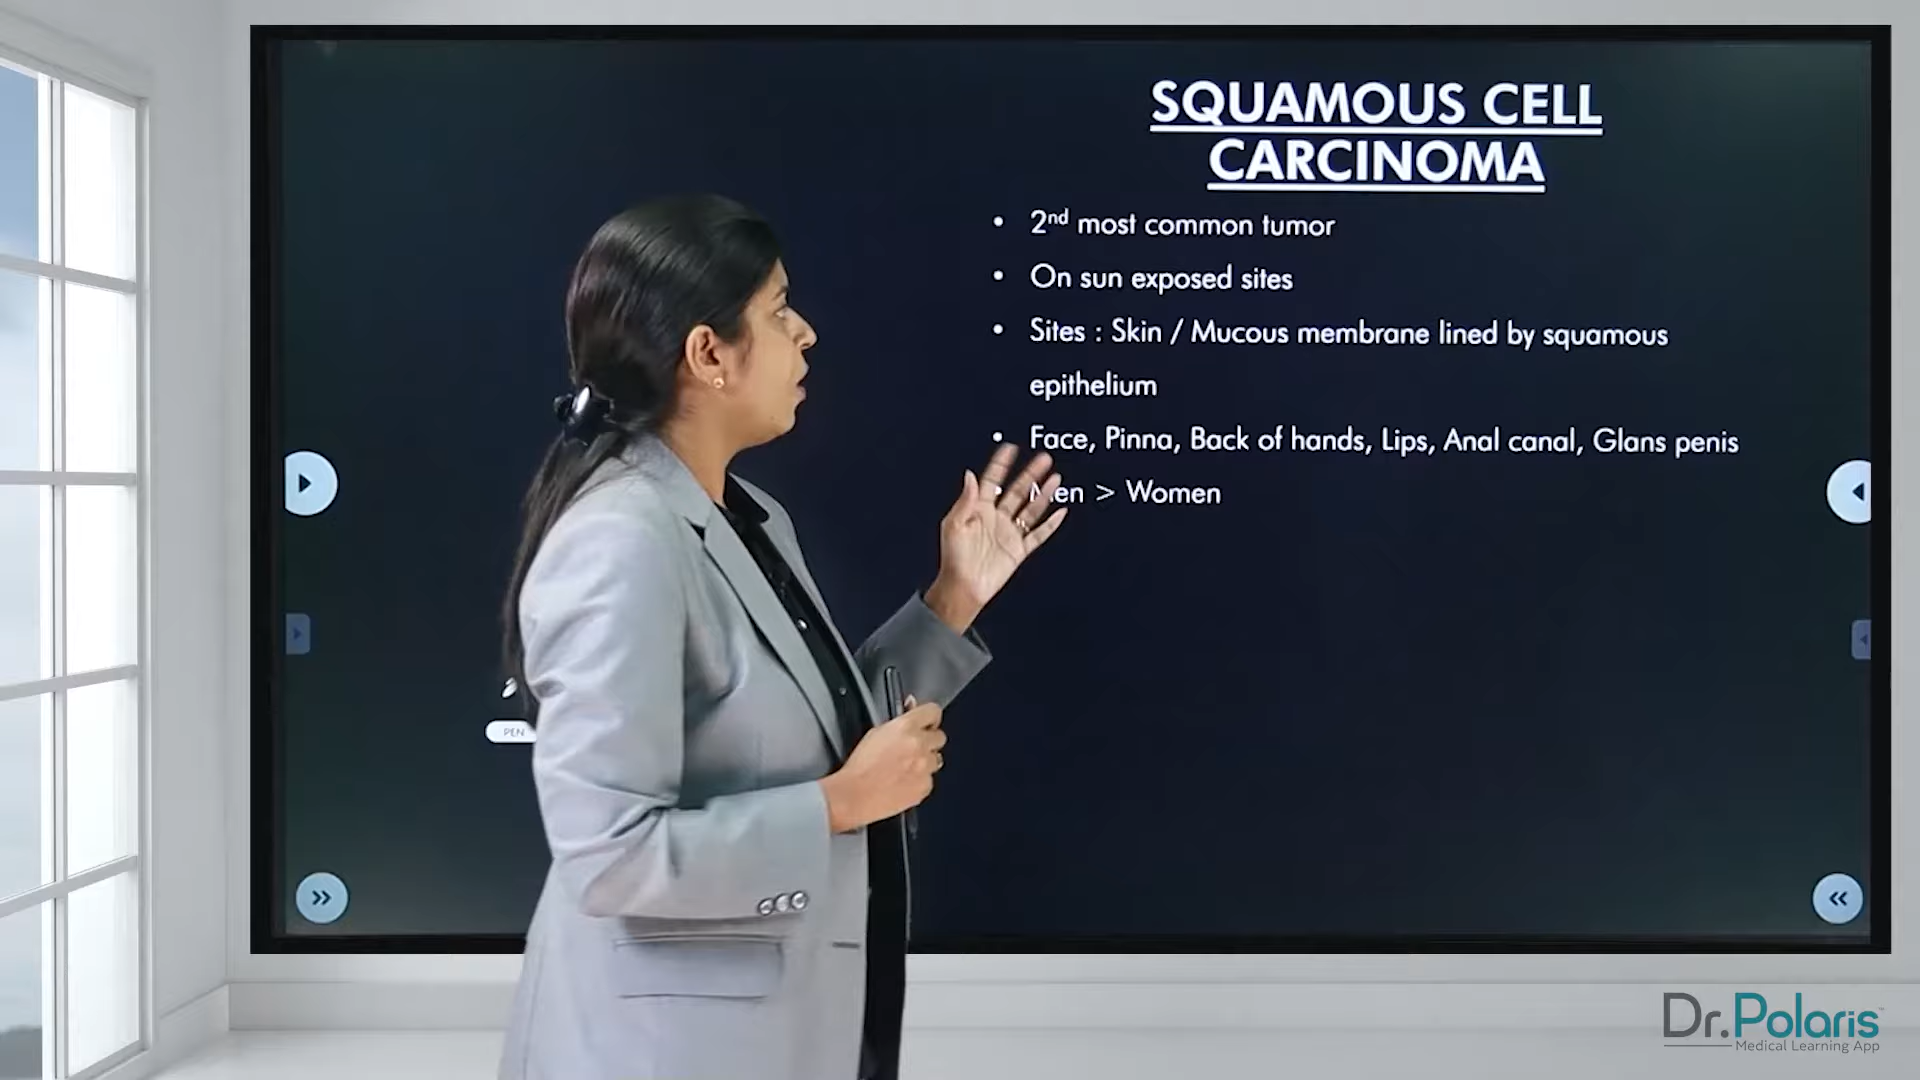 SQUAMOUS CELL
CARCINOMA
• 2nd most common tumor
• On sun exposed sites
• Sites : Skin / Mucous membrane lined by squamous
epithelium
• Face, Pinna, Back of hands, Lips, Anal canal, Glans penis
• Men > Women
PEN
Dr.Polaris
Medical Learning App